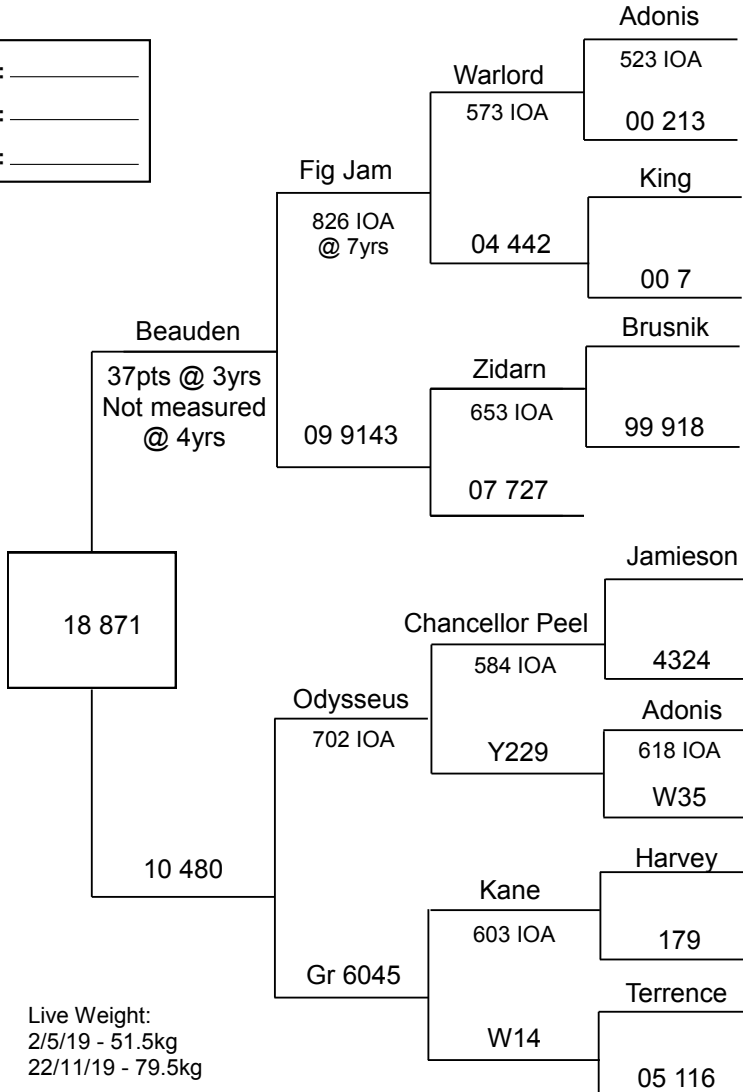 : ____________
: ____________
: ____________
Adonis
523 IOA
00 213
Warlord
573 IOA
04 442
King
00 7
Fig Jam
826 IOA
@ 7yrs
09 9143
Brusnik
99 918
Zidarn
653 IOA
07 727
Beauden
37pts @ 3yrs
Not measured
@ 4yrs
18 871
10 480
Jamieson
4324
Chancellor Peel
584 IOA
Y229
Adonis
618 IOA
W35
Odysseus
702 IOA
Gr 6045
Harvey
179
Kane
603 IOA
W14
Terrence
05 116
Live Weight:
2/5/19 - 51.5kg
22/11/19 - 79.5kg